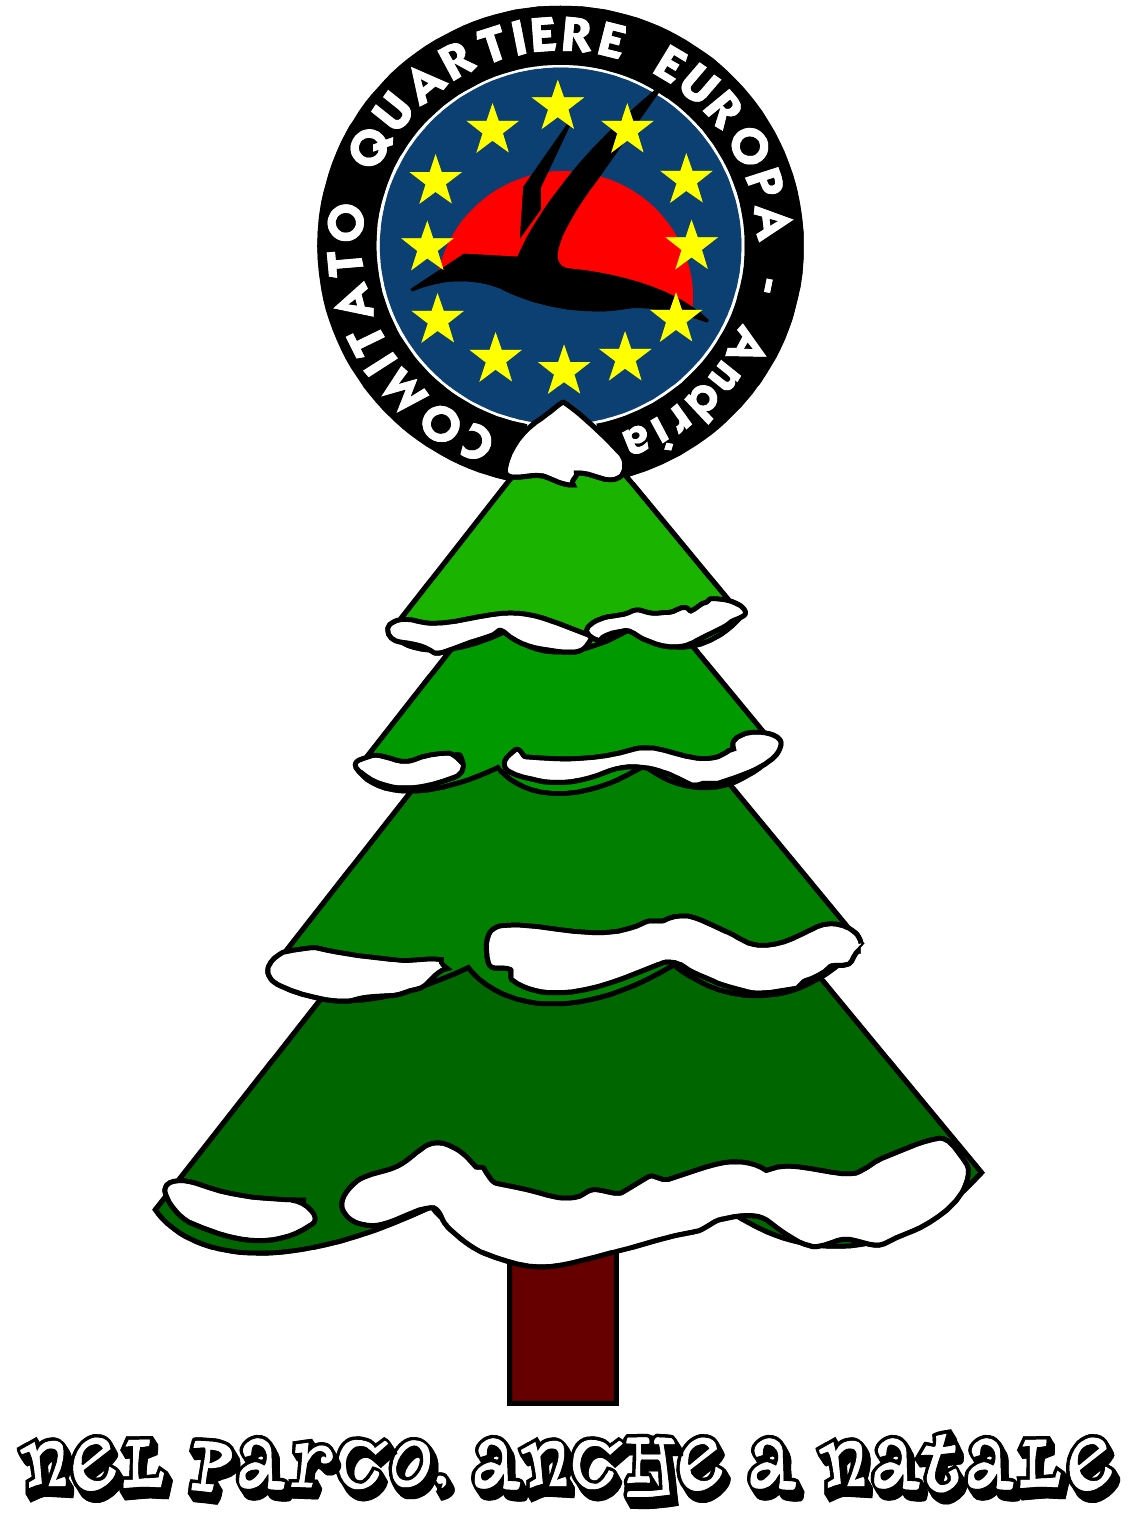 COMITATO QUARTIERE EUROPA - Andria
nel parco, anche a natale